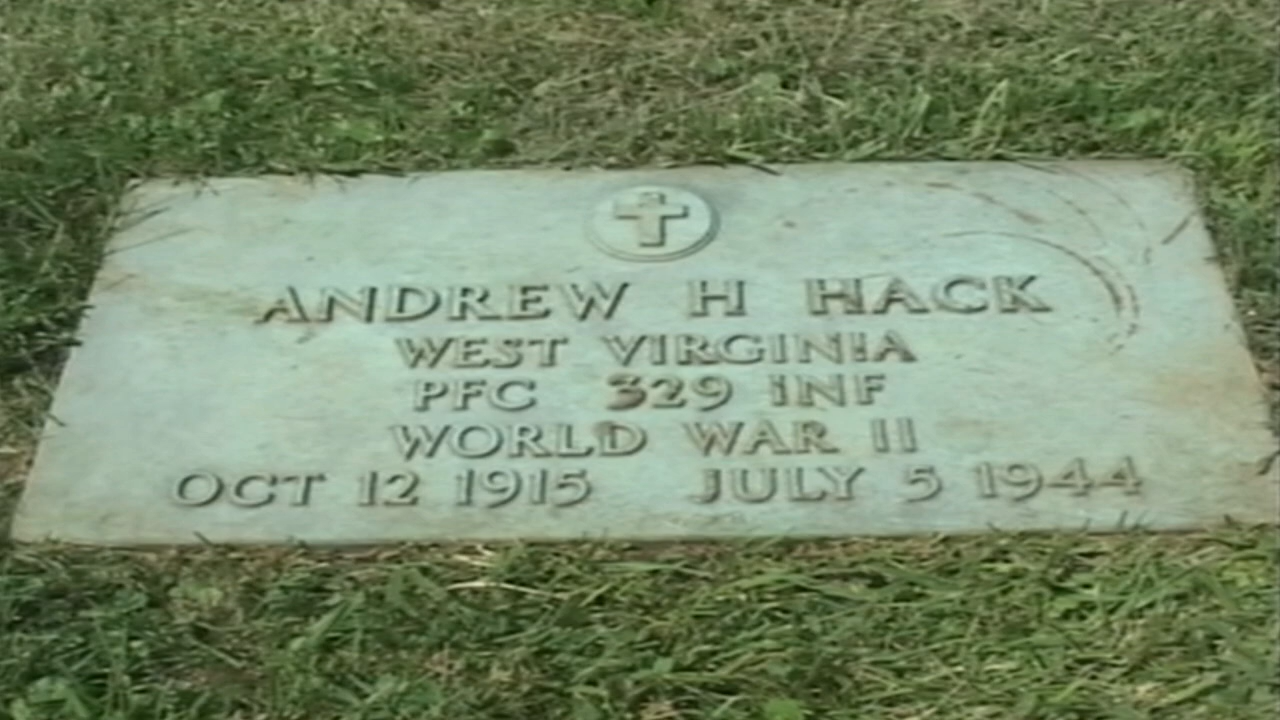 ANDREW H HACK
WEST VIRGINIA
PFC 329 INF
WORLD WAR II
OCT 12 1915 JULY 5 1944